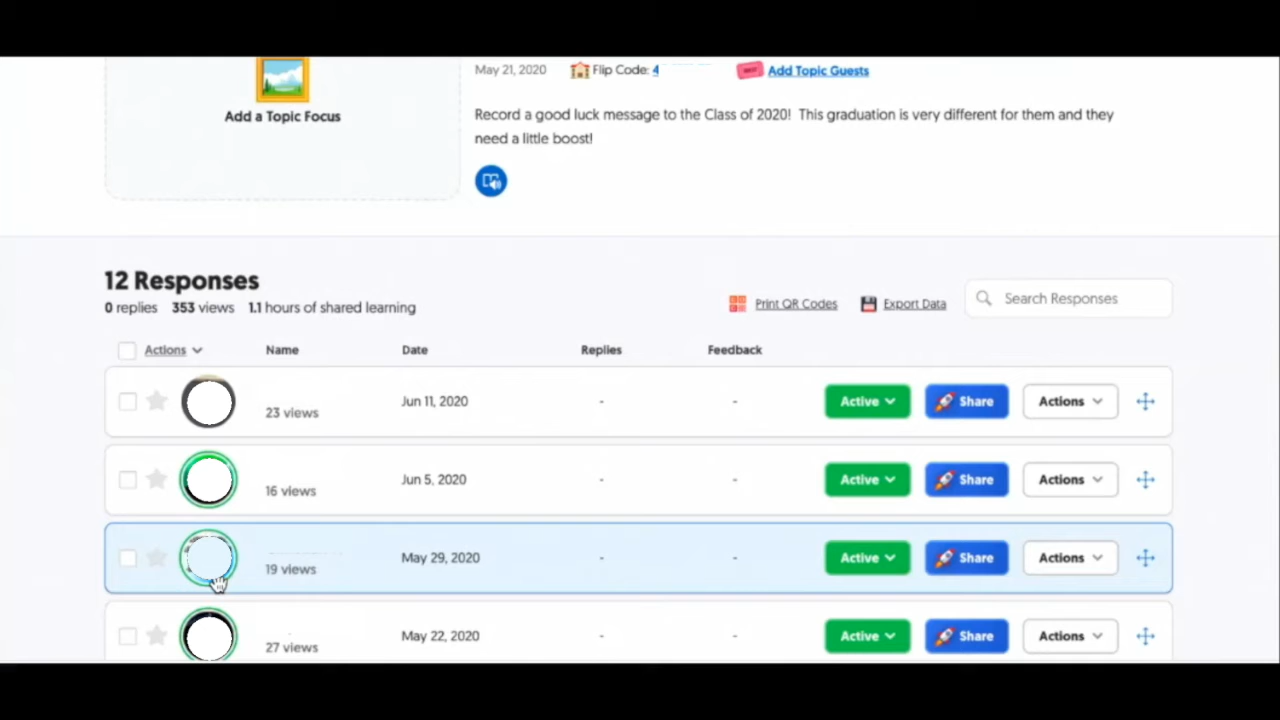 May 21, 2020 Flip Code: 4 Add Topic Guests
Add a Topic Focus
Record a good luck message to the Class of 2020! This graduation is very different for them and they
need a little boost!
12 Responses
0 replies 353 views 1.1 hours of shared learning
Print QR Codes Export Data Search Responses
Actions Name Date Replies Feedback
23 views Jun 11, 2020 - - Active Share Actions
16 views Jun 5, 2020 - - Active Share Actions
19 views May 29, 2020 - - Active Share Actions
27 views May 22, 2020 - - Active Share Actions